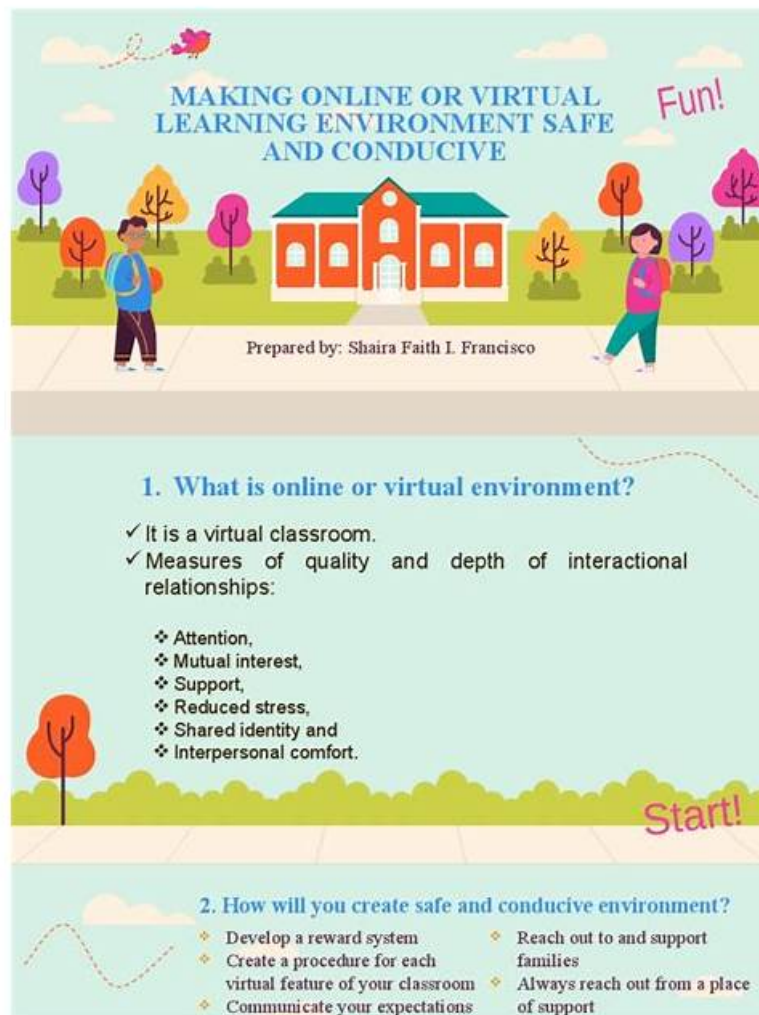 MAKING ONLINE OR VIRTUAL
LEARNING ENVIRONMENT SAFE
AND CONDUCIVE
Fun!
Prepared by: Shaira Faith I. Francisco
1. What is online or virtual environment?
✓ It is a virtual classroom.
✓ Measures of quality and depth of interactional
relationships:
❖ Attention,
❖ Mutual interest,
❖ Support,
❖ Reduced stress,
❖ Shared identity and
❖ Interpersonal comfort.
Start!
2. How will you create safe and conducive environment?
❖ Develop a reward system
❖ Create a procedure for each
virtual feature of your classroom
❖ Communicate your expectations
❖ Reach out to and support
families
❖ Always reach out from a place
of support